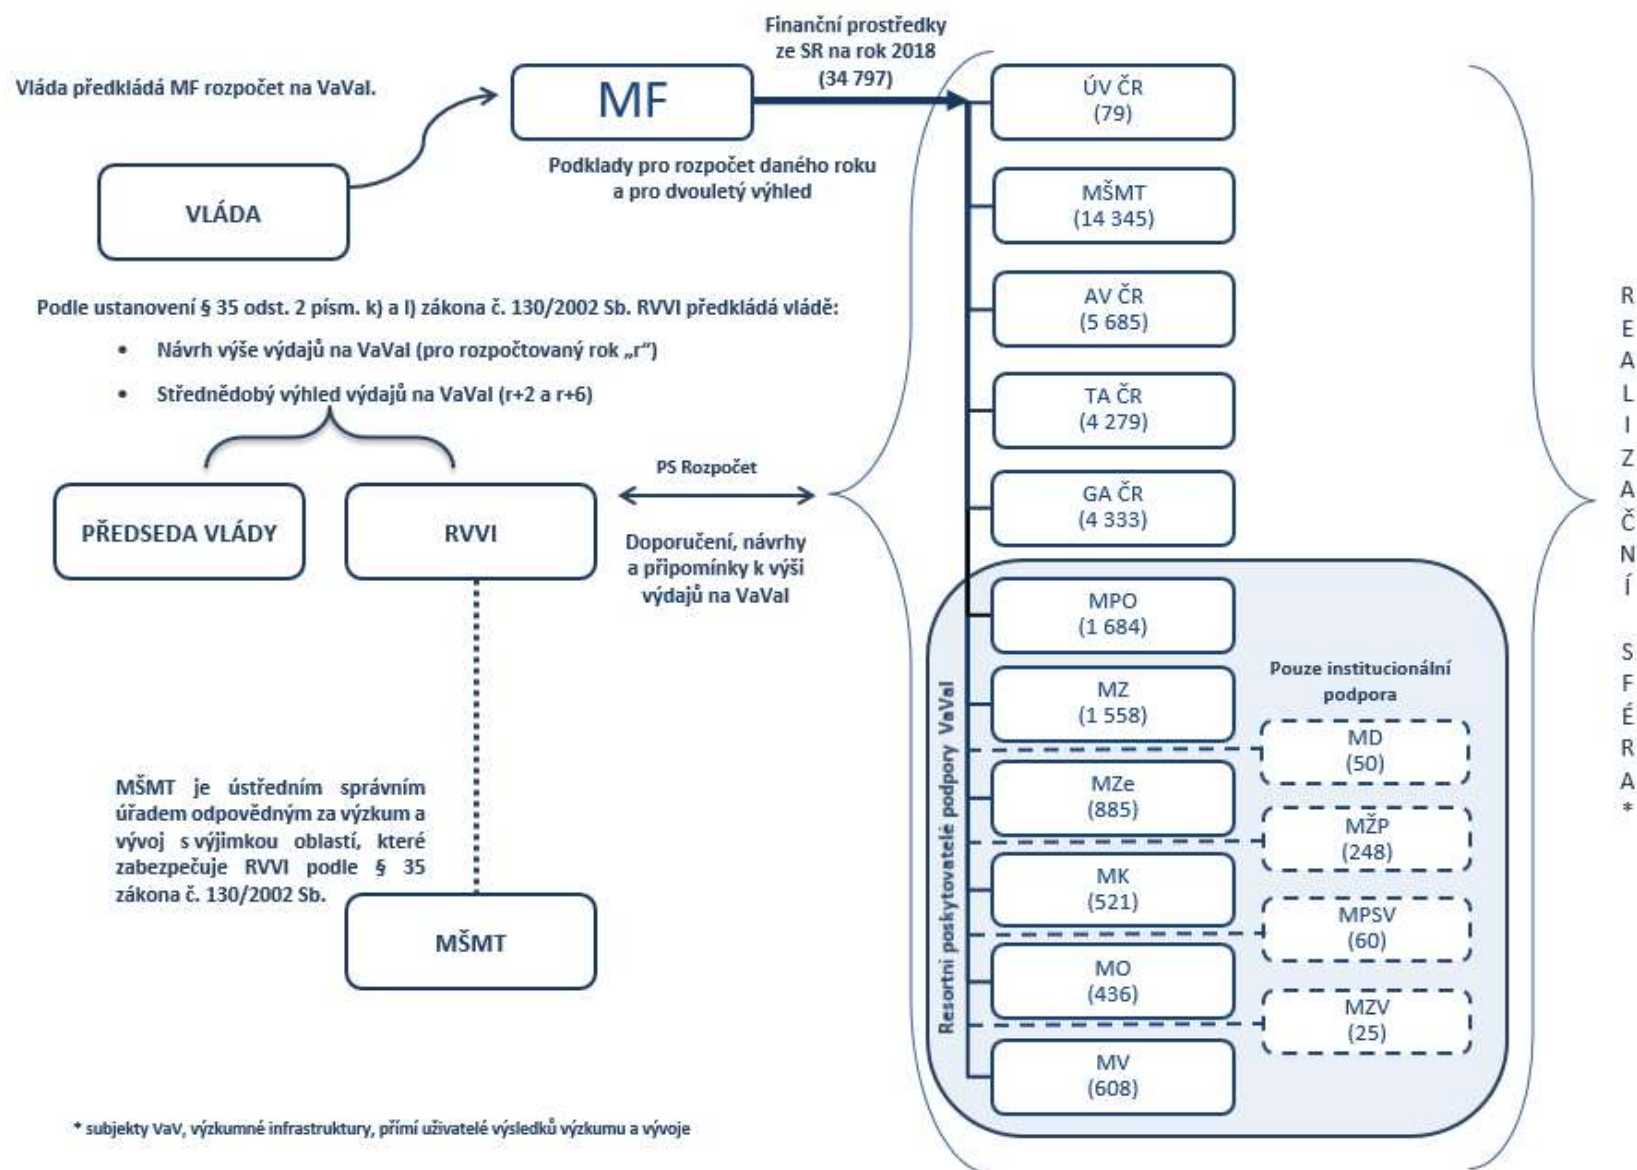 Finanční prostředky
ze SR na rok 2018
(34 797)
Vláda předkládá MF rozpočet na VaVaI.
MF
Podklady pro rozpočet daného roku
a pro dvouletý výhled
VLÁDA
Podle ustanovení § 35 odst. 2 písm. k) a l) zákona č. 130/2002 Sb. RVVI předkládá vládě:
• Návrh výše výdajů na VaVaI (pro rozpočtovaný rok „r“)
• Střednědobý výhled výdajů na VaVaI (r+2 a r+6)
PŘEDSEDA VLÁDY
RVVI
PS Rozpočet
Doporučení, návrhy
a připomínky k výši
výdajů na VaVaI
MŠMT je ústředním správním
úřadem odpovědným za výzkum a
vývoj s výjimkou oblastí, které
zabezpečuje RVVI podle § 35
zákona č. 130/2002 Sb.
MŠMT
ÚV ČR
(79)
MŠMT
(14 345)
AV ČR
(5 685)
TA ČR
(4 279)
GA ČR
(4 333)
Resortní poskytovatelé podpory VaVaI
MPO
(1 684)
MZ
(1 558)
MZe
(885)
MK
(521)
MO
(436)
MV
(608)
Pouze institucionální
podpora
MD
(50)
MŽP
(248)
MPSV
(60)
MZV
(25)
REALIZAČNÍ SFÉRA*
* subjekty VaV, výzkumné infrastruktury, přímí uživatelé výsledků výzkumu a vývoje